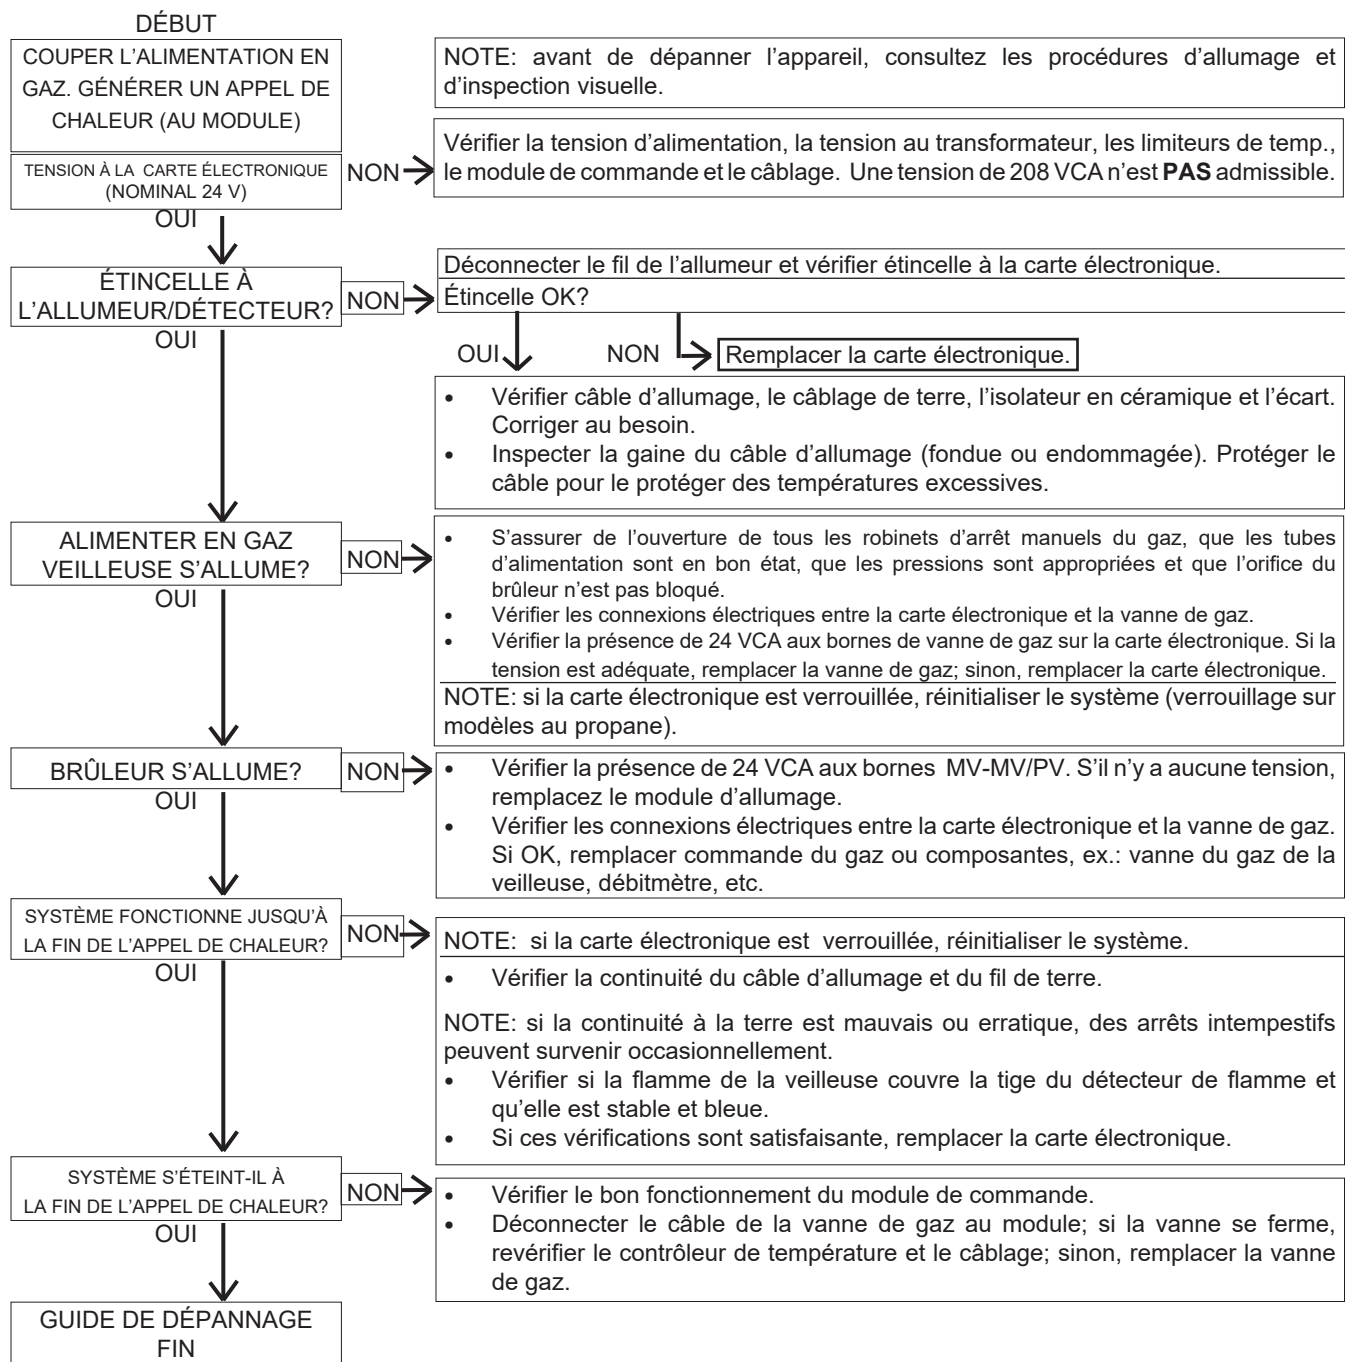 DÉBUT
COUPER L’ALIMENTATION EN
GAZ. GÉNÉRER UN APPEL DE
CHALEUR (AU MODULE)
NOTE: avant de dépanner l’appareil, consultez les procédures d’allumage et
d’inspection visuelle.
TENSION À LA CARTE ÉLECTRONIQUE
(NOMINAL 24 V)
NON
Vérifier la tension d’alimentation, la tension au transformateur, les limiteurs de temp.,
le module de commande et le câblage. Une tension de 208 VCA n’est PAS admissible.
OUI
ÉTINCELLE À
L’ALLUMEUR/DÉTECTEUR?
NON
Déconnecter le fil de l’allumeur et vérifier étincelle à la carte électronique.
Étincelle OK?
OUI
OUI
NON
Remplacer la carte électronique.
• Vérifier câble d’allumage, le câblage de terre, l’isolateur en céramique et l’écart.
Corriger au besoin.
• Inspecter la gaine du câble d’allumage (fondue ou endommagée). Protéger le
câble pour le protéger des températures excessives.
ALIMENTER EN GAZ
VEILLEUSE S’ALLUME?
NON
• S’assurer de l’ouverture de tous les robinets d’arrêt manuels du gaz, que les tubes
d’alimentation sont en bon état, que les pressions sont appropriées et que l’orifice du
brûleur n’est pas bloqué.
• Vérifier les connexions électriques entre la carte électronique et la vanne de gaz.
• Vérifier la présence de 24 VCA aux bornes de vanne de gaz sur la carte électronique. Si la
tension est adéquate, remplacer la vanne de gaz; sinon, remplacer la carte électronique.
NOTE: si la carte électronique est verrouillée, réinitialiser le système (verrouillage sur
modèles au propane).
OUI
BRÛLEUR S’ALLUME?
NON
• Vérifier la présence de 24 VCA aux bornes MV-MV/PV. S’il n’y a aucune tension,
remplacez le module d’allumage.
• Vérifier les connexions électriques entre la carte électronique et la vanne de gaz.
Si OK, remplacer commande du gaz ou composantes, ex.: vanne du gaz de la
veilleuse, débitmètre, etc.
OUI
SYSTÈME FONCTIONNE JUSQU’À
LA FIN DE L’APPEL DE CHALEUR?
NON
NOTE: si la carte électronique est verrouillée, réinitialiser le système.
• Vérifier la continuité du câble d’allumage et du fil de terre.
NOTE: si la continuité à la terre est mauvais ou erratique, des arrêts intempestifs
peuvent survenir occasionnellement.
• Vérifier si la flamme de la veilleuse couvre la tige du détecteur de flamme et
qu’elle est stable et bleue.
• Si ces vérifications sont satisfaisante, remplacer la carte électronique.
OUI
SYSTÈME S’ÉTEINT-IL À
LA FIN DE L’APPEL DE CHALEUR?
NON
• Vérifier le bon fonctionnement du module de commande.
• Déconnecter le câble de la vanne de gaz au module; si la vanne se ferme,
revérifier le contrôleur de température et le câblage; sinon, remplacer la vanne
de gaz.
OUI
GUIDE DE DÉPANNAGE
FIN